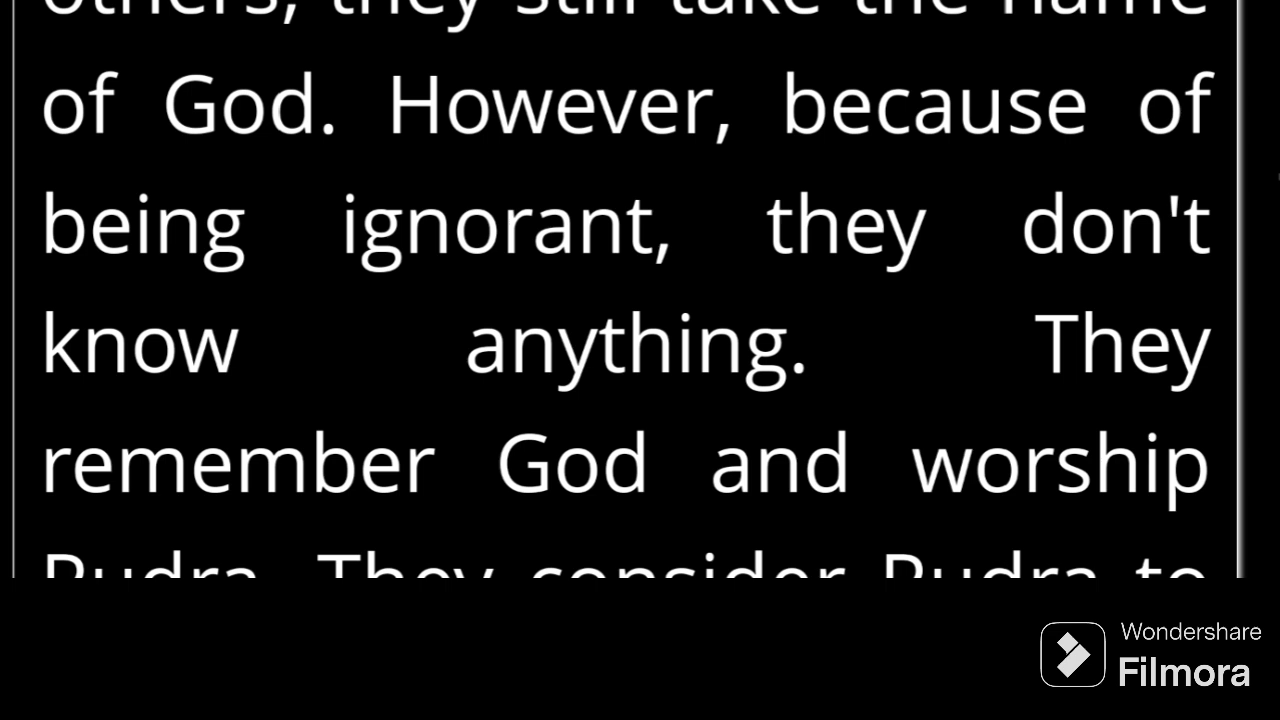 others, they still take the name
of God. However, because of
being ignorant, they don't
know anything. They
remember God and worship
Rudra. They consider Rudra to
Wondershare
Filmora